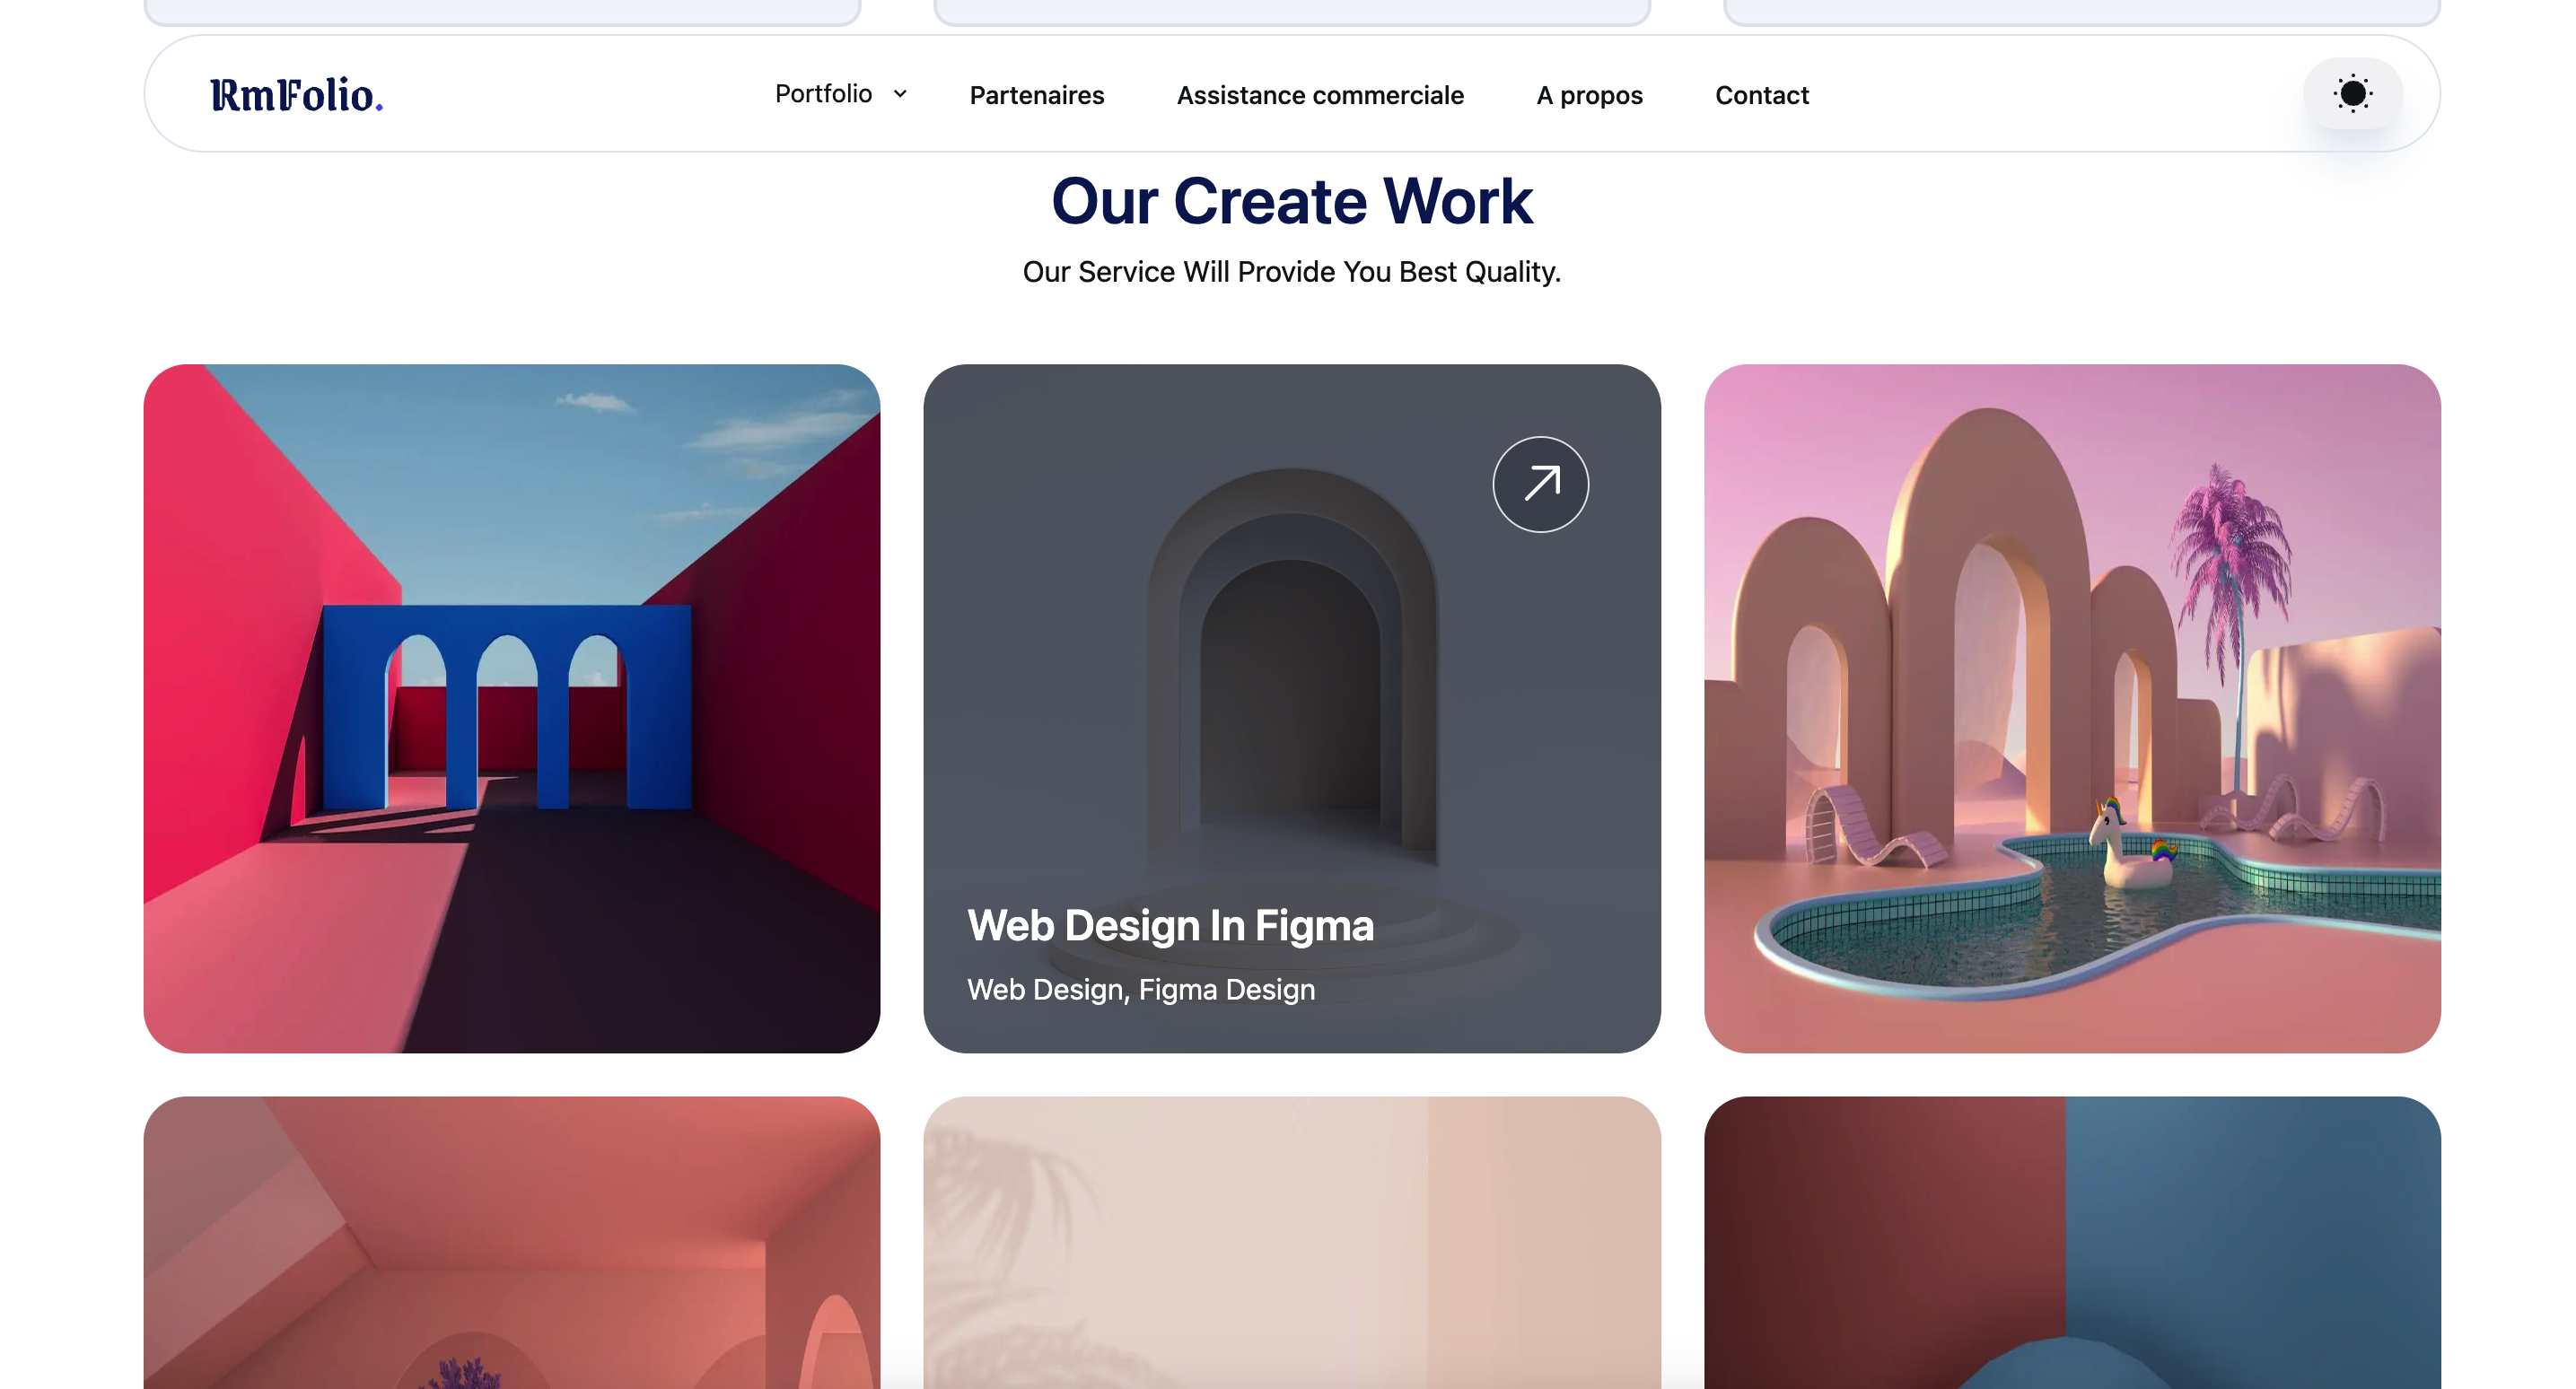 RmFolio.
Portfolio
Partenaires
Assistance commerciale
A propos
Contact
Our Create Work
Our Service Will Provide You Best Quality.
Web Design In Figma
Web Design, Figma Design